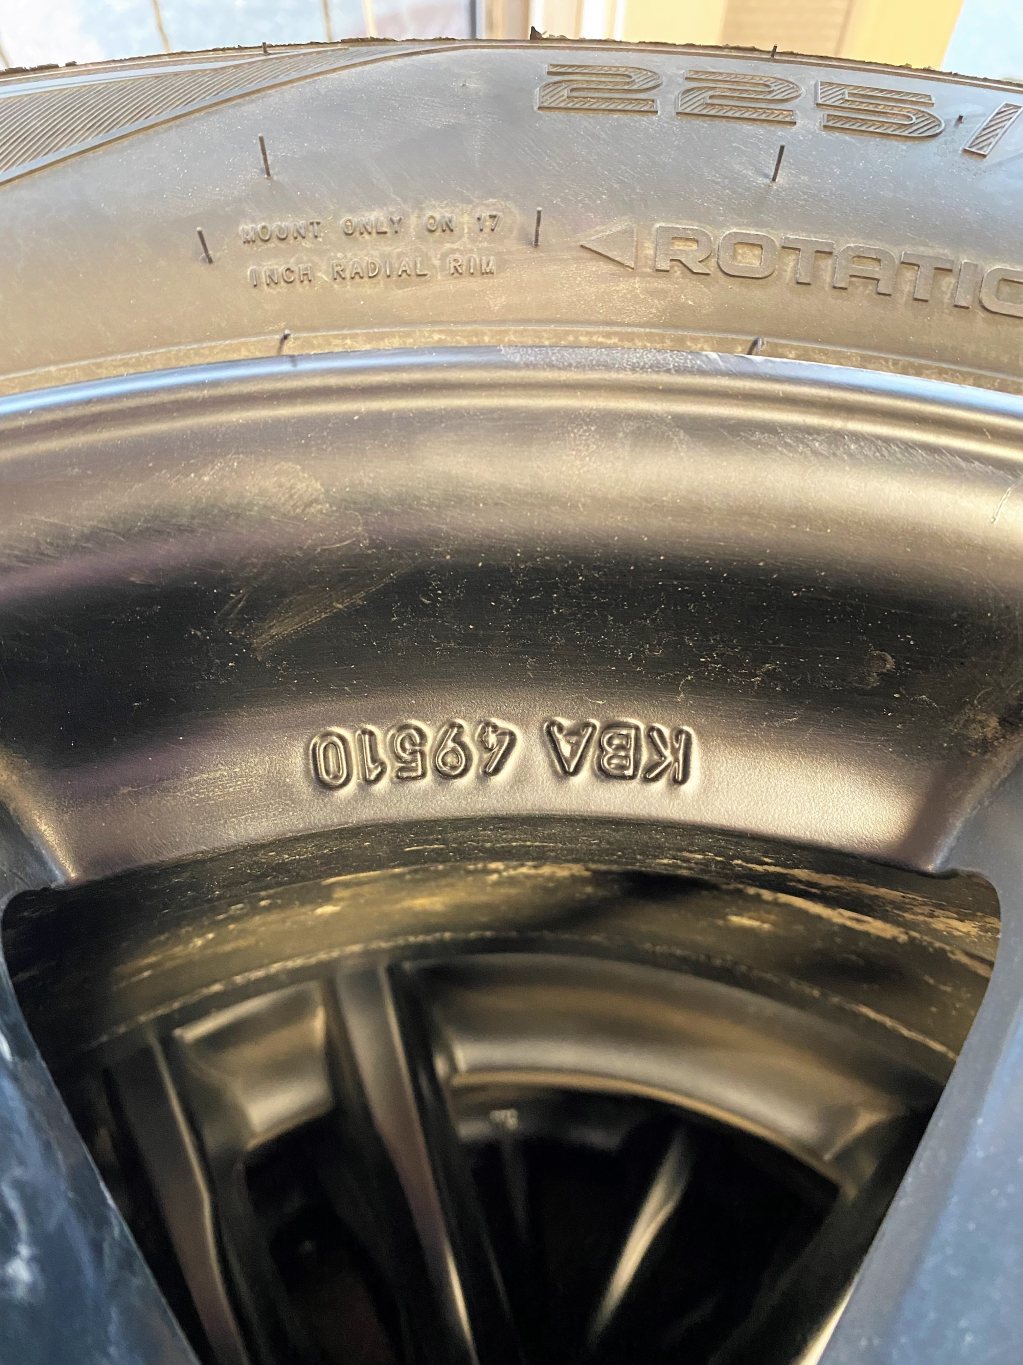 225/
MOUNT ONLY ON 17
INCH RADIAL RIM
ROTATIO
KBA 49510